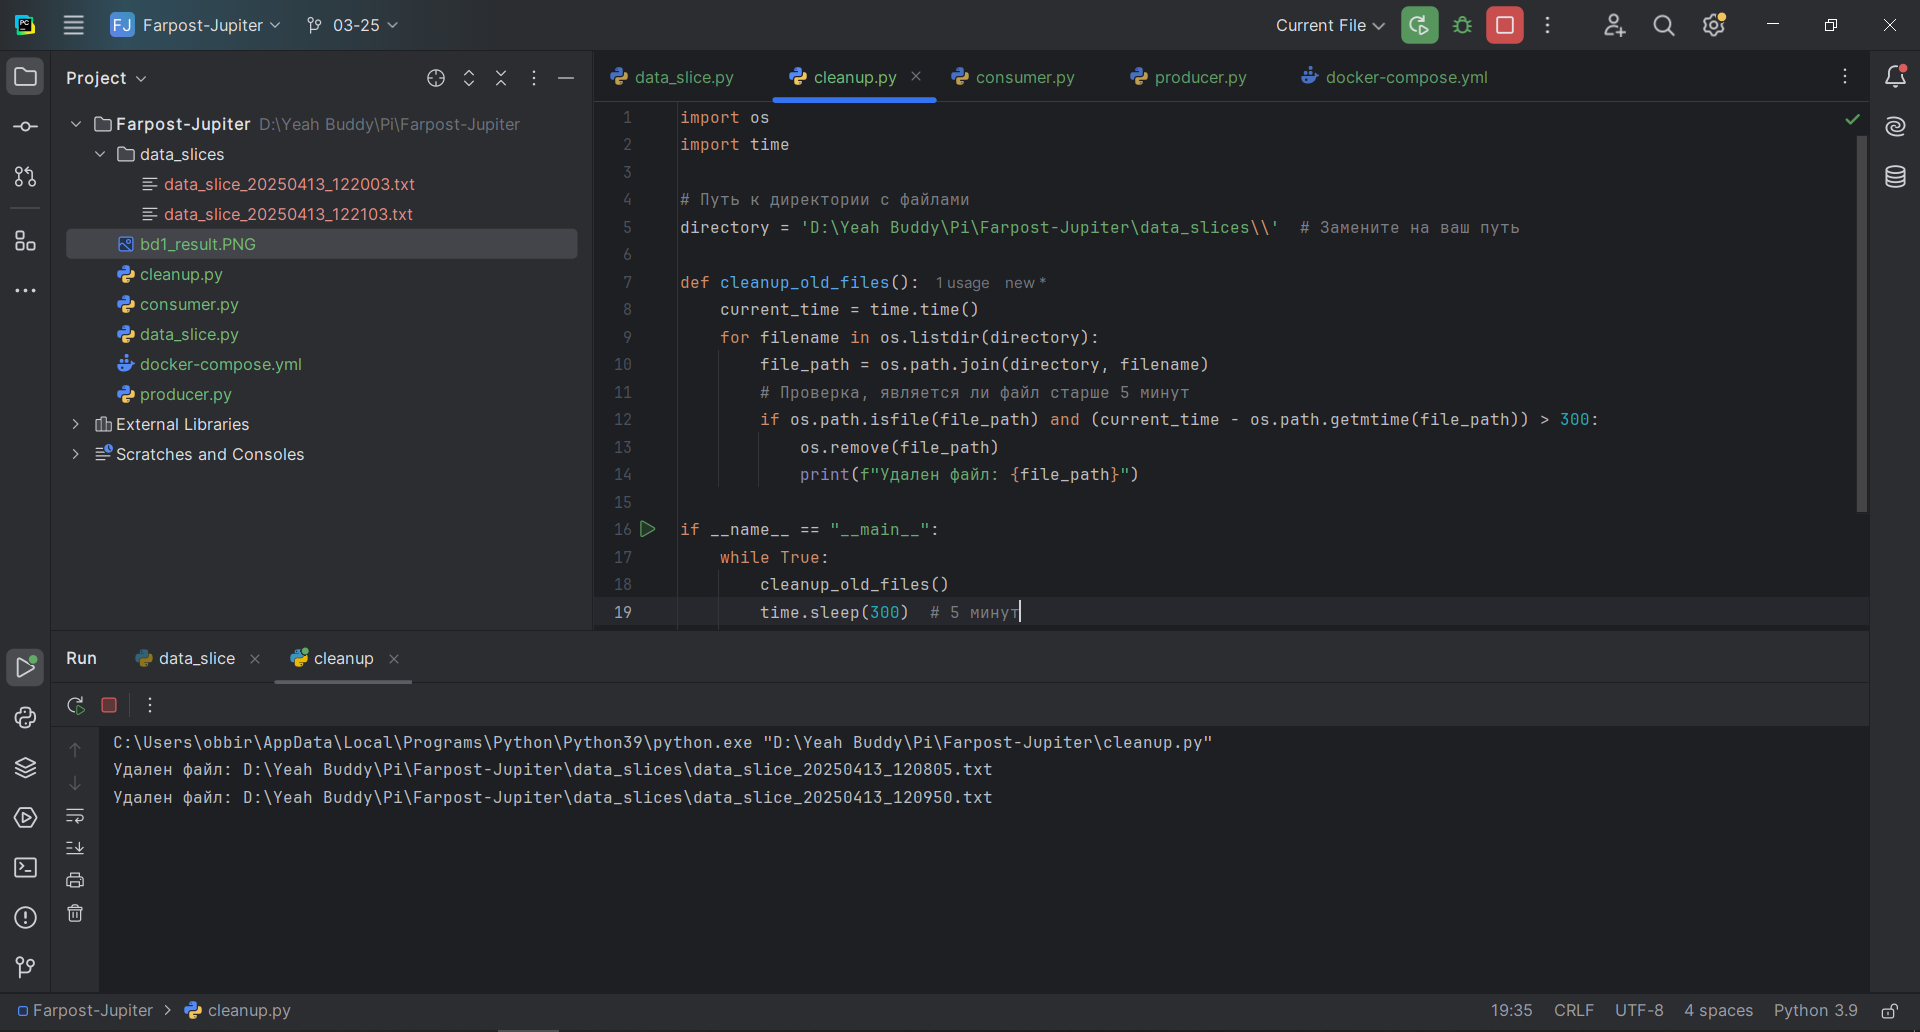 FJ Farpost-Jupiter 03-25 Current File
Project
Farpost-Jupiter D:\Yeah Buddy\Pi\Farpost-Jupiter
data_slices
data_slice_20250413_122003.txt
data_slice_20250413_122103.txt
bd1_result.PNG
cleanup.py
consumer.py
data_slice.py
docker-compose.yml
producer.py
External Libraries
Scratches and Consoles
data_slice.py cleanup.py consumer.py producer.py docker-compose.yml
1 import os
2 import time
3
4 # Путь к директории с файлами
5 directory = 'D:\Yeah Buddy\Pi\Farpost-Jupiter\data_slices\\' # Замените на ваш путь
6
7 def cleanup_old_files(): 1 usage new *
8 current_time = time.time()
9 for filename in os.listdir(directory):
10 file_path = os.path.join(directory, filename)
11 # Проверка, является ли файл старше 5 минут
12 if os.path.isfile(file_path) and (current_time - os.path.getmtime(file_path)) > 300:
13 os.remove(file_path)
14 print(f"Удален файл: {file_path}")
15
16 if __name__ == "__main__":
17 while True:
18 cleanup_old_files()
19 time.sleep(300) # 5 минут
Run data_slice cleanup
C:\Users\obbir\AppData\Local\Programs\Python\Python39\python.exe "D:\Yeah Buddy\Pi\Farpost-Jupiter\cleanup.py"
Удален файл: D:\Yeah Buddy\Pi\Farpost-Jupiter\data_slices\data_slice_20250413_120805.txt
Удален файл: D:\Yeah Buddy\Pi\Farpost-Jupiter\data_slices\data_slice_20250413_120950.txt
Farpost-Jupiter > cleanup.py 19:35 CRLF UTF-8 4 spaces Python 3.9